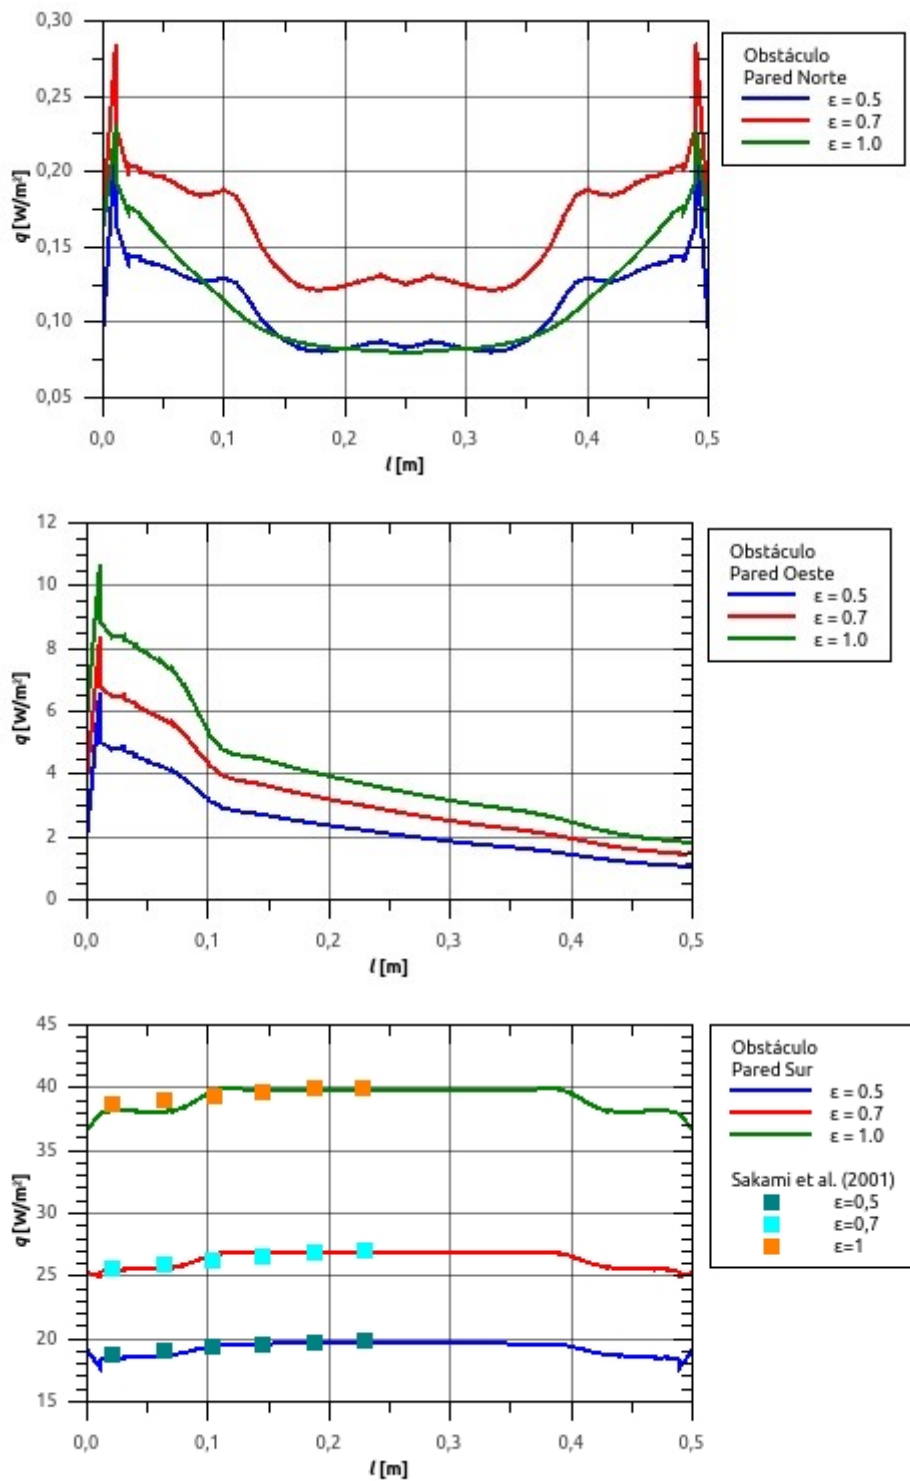 0,30
0,25
0,20
0,15
0,10
0,05
q [W/m²]
0,0 0,1 0,2 0,3 0,4 0,5
l [m]
Obstáculo
Pared Norte
ε = 0.5
ε = 0.7
ε = 1.0
12
10
8
6
4
2
0
q [W/m²]
0,0 0,1 0,2 0,3 0,4 0,5
l [m]
Obstáculo
Pared Oeste
ε = 0.5
ε = 0.7
ε = 1.0
45
40
35
30
25
20
15
q [W/m²]
0,0 0,1 0,2 0,3 0,4 0,5
l [m]
Obstáculo
Pared Sur
ε = 0.5
ε = 0.7
ε = 1.0
Sakami et al. (2001)
ε=0,5
ε=0,7
ε=1